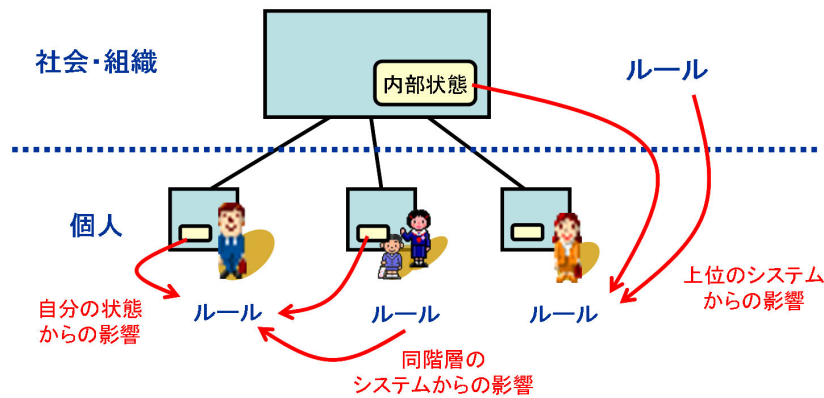 社会・組織
内部状態
ルール
個人
自分の状態
からの影響
ルール
ルール
ルール
上位のシステム
からの影響
同階層の
システムからの影響